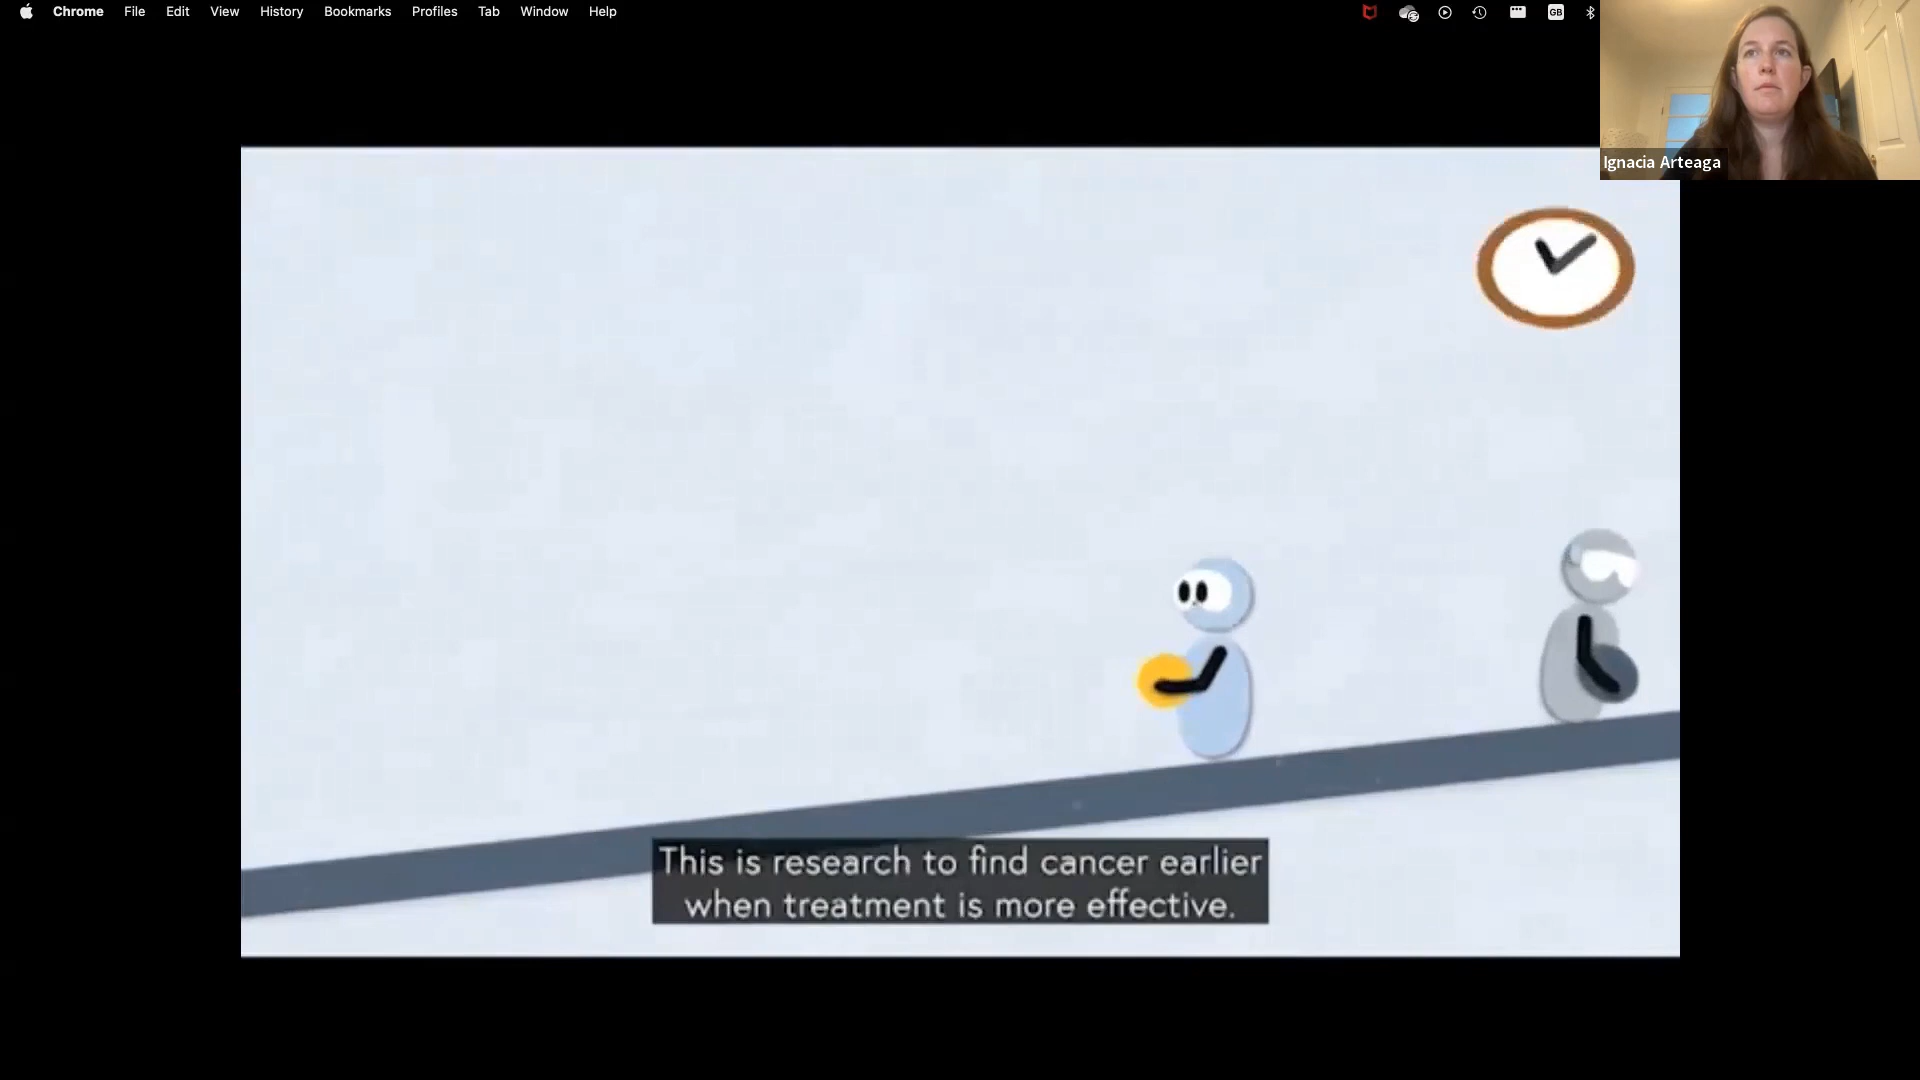 Chrome File Edit View History Bookmarks Profiles Tab Window Help GB
Ignacia Arteaga
This is research to find cancer earlier
when treatment is more effective.